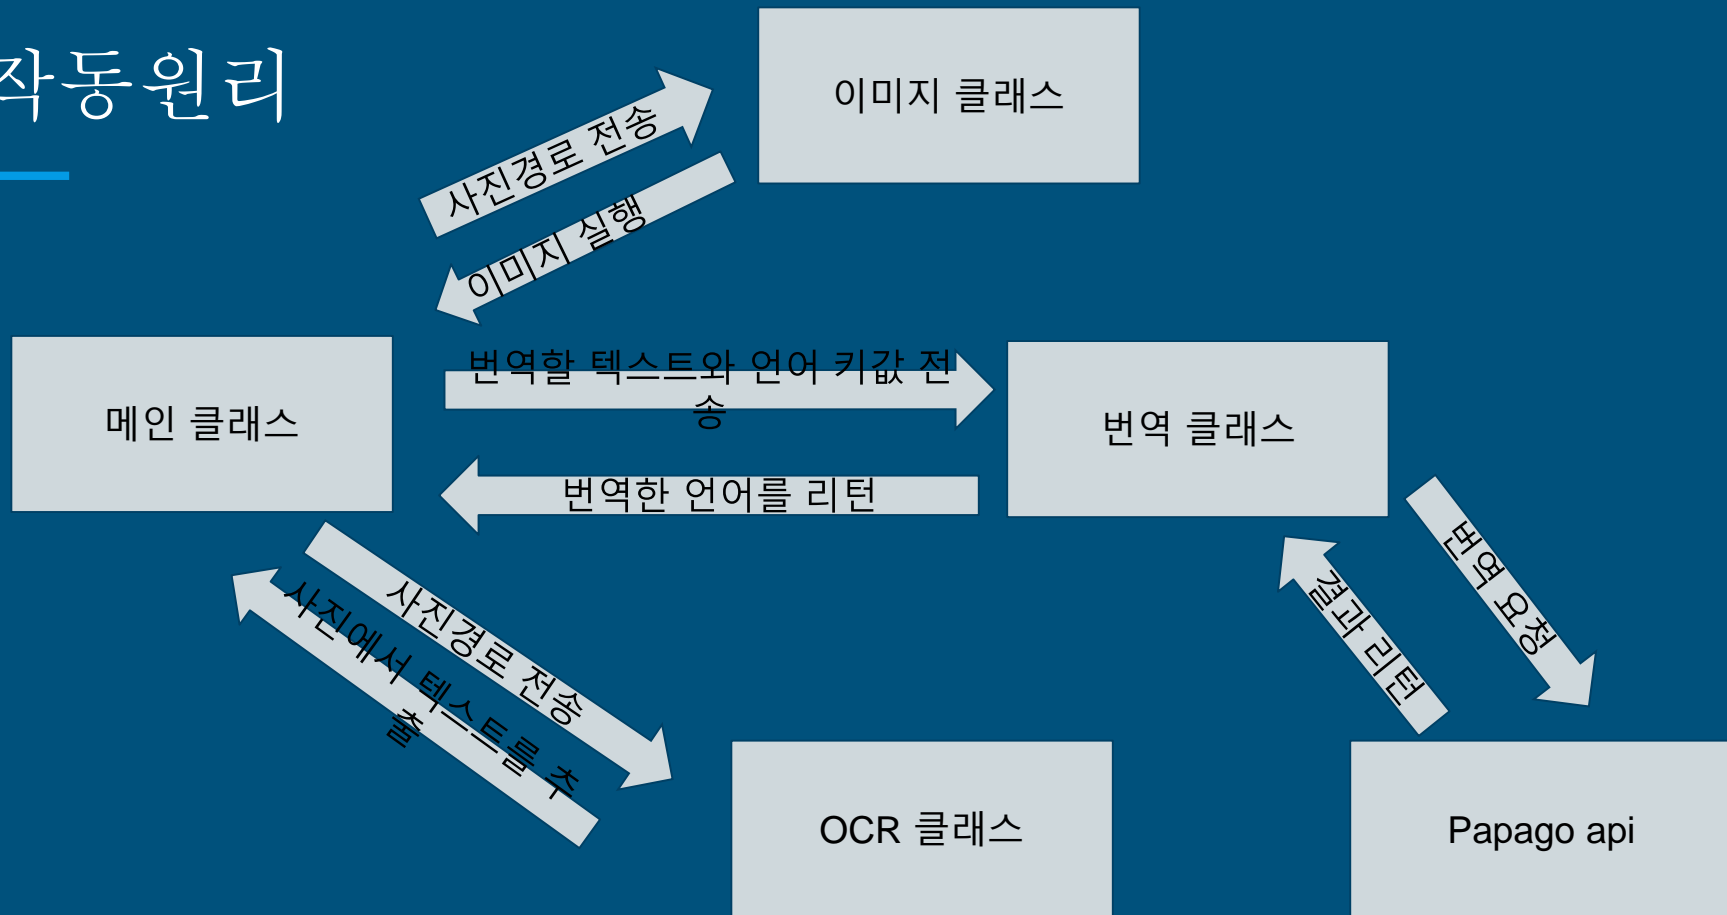 작동원리
이미지 클래스
사진경로 전송
이미지 실행
메인 클래스
번역할 텍스트와 언어 키값 전
송
번역한 언어를 리턴
번역 클래스
사진경로 전송
사진에서 텍스트를 추
출
번역 요청
결과 리턴
OCR 클래스
Papago api